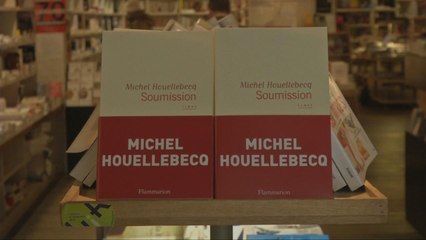 Michel Houellebecq
Soumission
MICHEL
HOUELLEBECQ
Flammarion
Michel Houellebecq
Soumission
MICHEL
HOUELLEBECQ
Flammarion